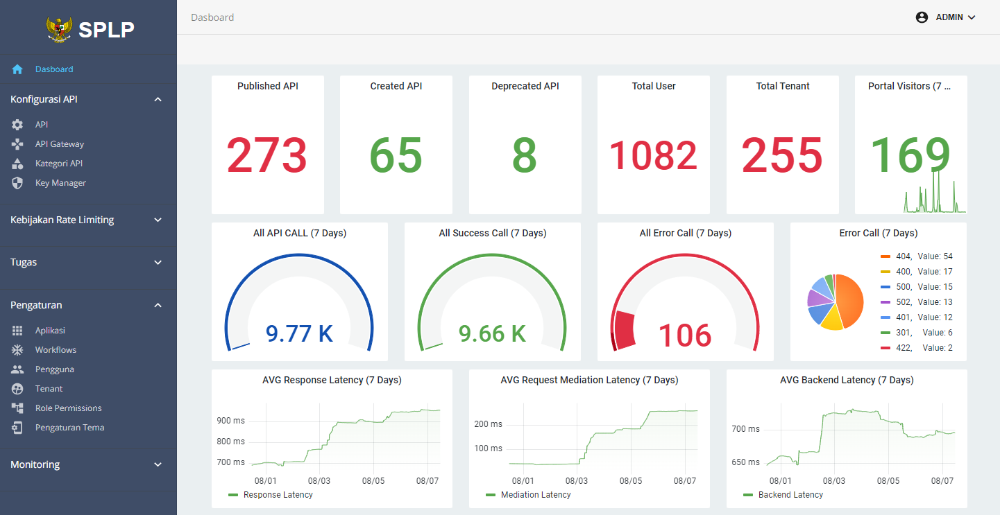 SPLP
Dasboard
ADMIN
Dasboard
Konfigurasi API
API
API Gateway
Kategori API
Key Manager
Kebijakan Rate Limiting
Tugas
Pengaturan
Aplikasi
Workflows
Pengguna
Tenant
Role Permissions
Pengaturan Tema
Monitoring
Published API
273
Created API
65
Deprecated API
8
Total User
1082
Total Tenant
255
Portal Visitors (7 ...
169
All API CALL (7 Days)
9.77 K
All Success Call (7 Days)
9.66 K
All Error Call (7 Days)
106
Error Call (7 Days)
404, Value: 54
400, Value: 17
500, Value: 15
502, Value: 13
401, Value: 12
301, Value: 6
422, Value: 2
AVG Response Latency (7 Days)
900 ms
800 ms
700 ms
08/01 08/03 08/05 08/07
Response Latency
AVG Request Mediation Latency (7 Days)
200 ms
100 ms
08/01 08/03 08/05 08/07
Mediation Latency
AVG Backend Latency (7 Days)
700 ms
650 ms
08/01 08/03 08/05 08/07
Backend Latency